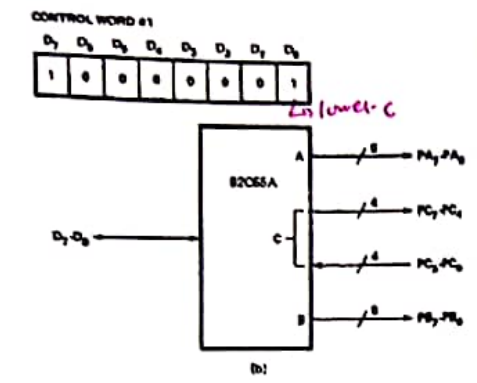 CONTROL WORD #1
D7 D6 D5 D4 D3 D2 D1 D0
1 0 0 0 0 0 0 1
lower - C
A
8
PA7-PA0
82C55A
4
PC7-PC4
D7-D0
C
4
PC3-PC0
B
8
PB7-PB0
(b)